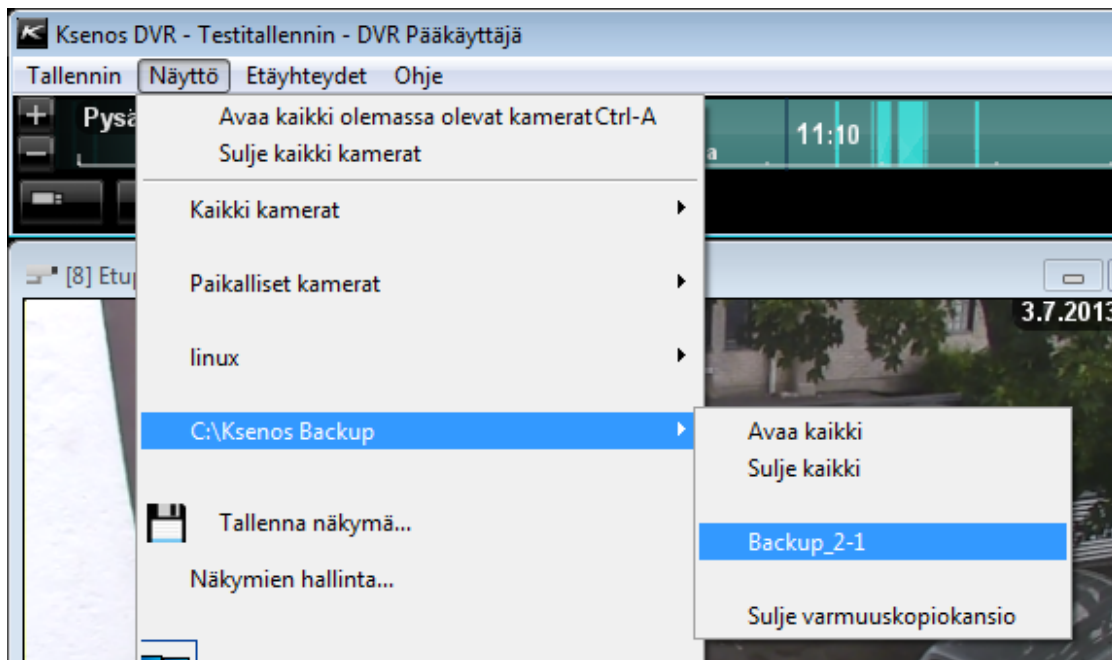 Ksenos DVR - Testitallennin - DVR Pääkäyttäjä
Tallennin Näyttö Etäyhteydet Ohje
Avaa kaikki olemassa olevat kamerat Ctrl-A
11:10
Sulje kaikki kamerat
Kaikki kamerat
[8]
Paikalliset kamerat
3.7.2013
linux
C:\Ksenos Backup
Avaa kaikki
Sulje kaikki
Tallenna näkymä...
Backup_2-1
Näkymien hallinta...
Sulje varmuuskopiokansio